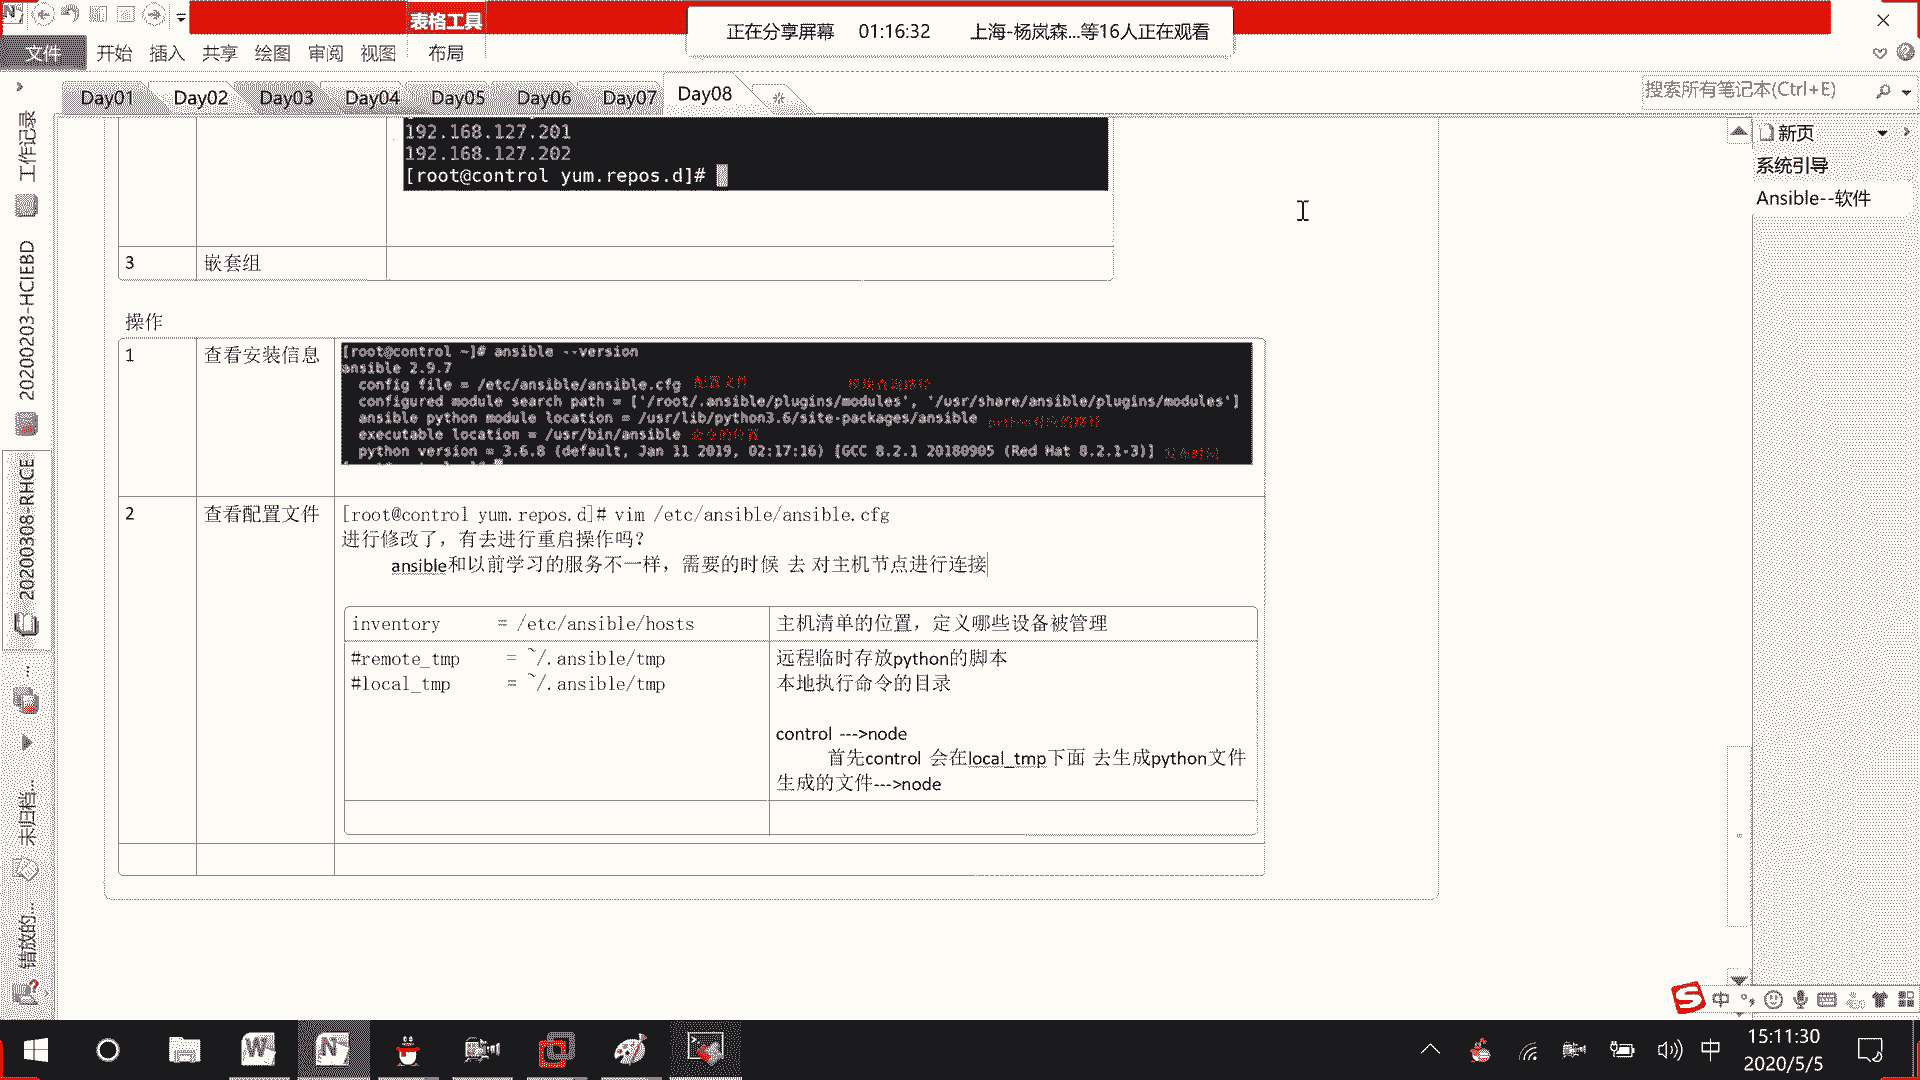 表格工具
正在分享屏幕 01:16:32 上海-杨岚森...等16人正在观看
文件 开始 插入 共享 绘图 审阅 视图 布局
Day01 Day02 Day03 Day04 Day05 Day06 Day07 Day08
搜索所有笔记本(Ctrl+E)
工作记录
20200203-HCIEBD
20200308-RHCE
...
未归档...
错放的...
新页
系统引导
Ansible--软件
192.168.127.201
192.168.127.202
[root@control yum.repos.d]#
3 嵌套组
操作
1 查看安装信息
[root@control ~]# ansible --version
ansible 2.9.7
config file = /etc/ansible/ansible.cfg 配置文件 模块查询路径
configured module search path = ['/root/.ansible/plugins/modules', '/usr/share/ansible/plugins/modules']
ansible python module location = /usr/lib/python3.6/site-packages/ansible python对应的路径
executable location = /usr/bin/ansible 命令的位置
python version = 3.6.8 (default, Jan 11 2019, 02:17:16) [GCC 8.2.1 20180905 (Red Hat 8.2.1-3)] 发布时间
2 查看配置文件
[root@control yum.repos.d]# vim /etc/ansible/ansible.cfg
进行修改了，有去进行重启操作吗？
ansible和以前学习的服务不一样，需要的时候 去 对主机节点进行连接
inventory = /etc/ansible/hosts 主机清单的位置，定义哪些设备被管理
#remote_tmp = ~/.ansible/tmp 远程临时存放python的脚本
#local_tmp = ~/.ansible/tmp 本地执行命令的目录
control --->node
首先control 会在local_tmp下面 去生成python文件
生成的文件--->node
中
中
15:11:30
2020/5/5